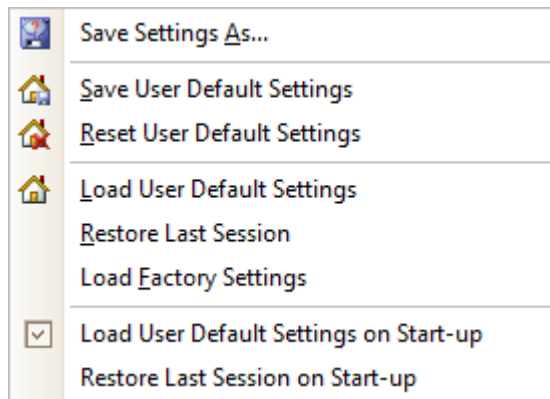 Save Settings As...
Save User Default Settings
Reset User Default Settings
Load User Default Settings
Restore Last Session
Load Factory Settings
Load User Default Settings on Start-up
Restore Last Session on Start-up